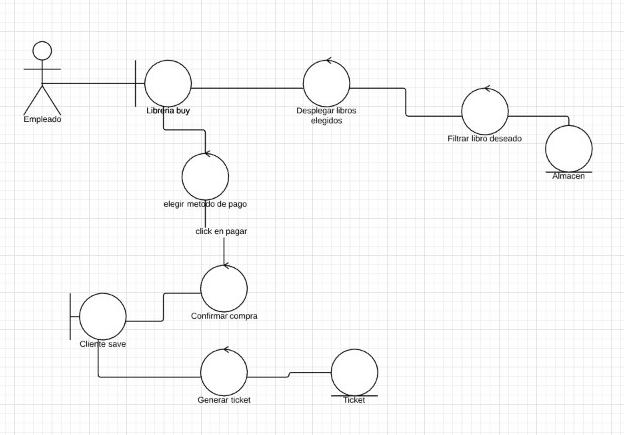 Empleado
Libreria buy
Desplegar libros
elegidos
Filtrar libro deseado
Almacen
elegir metodo de pago
click en pagar
Confirmar compra
Cliente save
Generar ticket
Ticket